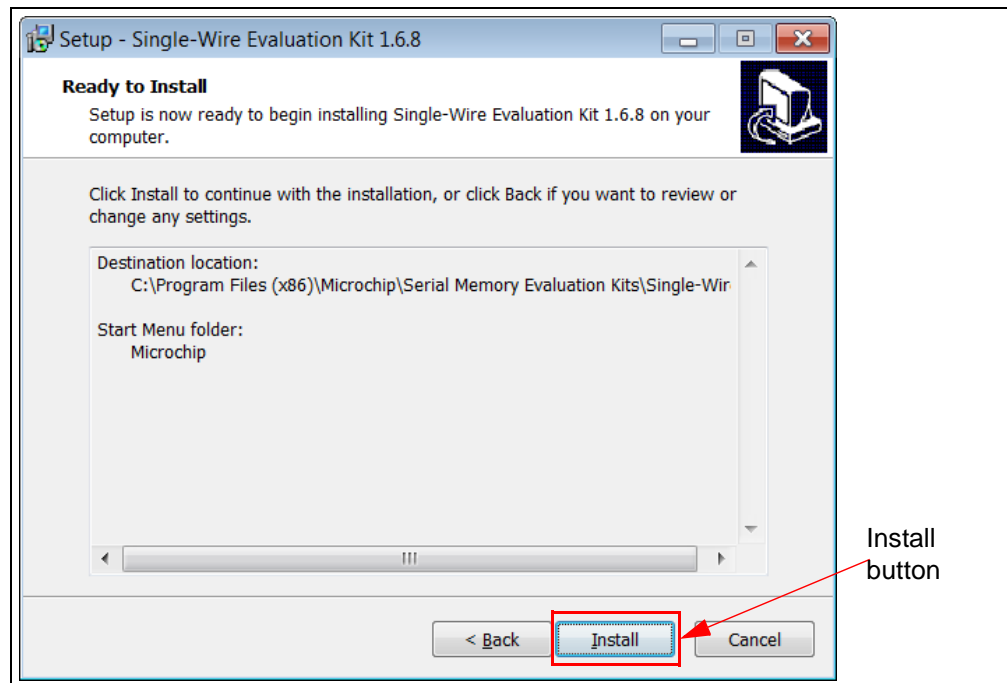 Setup - Single-Wire Evaluation Kit 1.6.8
Ready to Install
Setup is now ready to begin installing Single-Wire Evaluation Kit 1.6.8 on your
computer.
Click Install to continue with the installation, or click Back if you want to review or
change any settings.
Destination location:
C:\Program Files (x86)\Microchip\Serial Memory Evaluation Kits\Single-Wir
Start Menu folder:
Microchip
Install
button
< Back
Install
Cancel